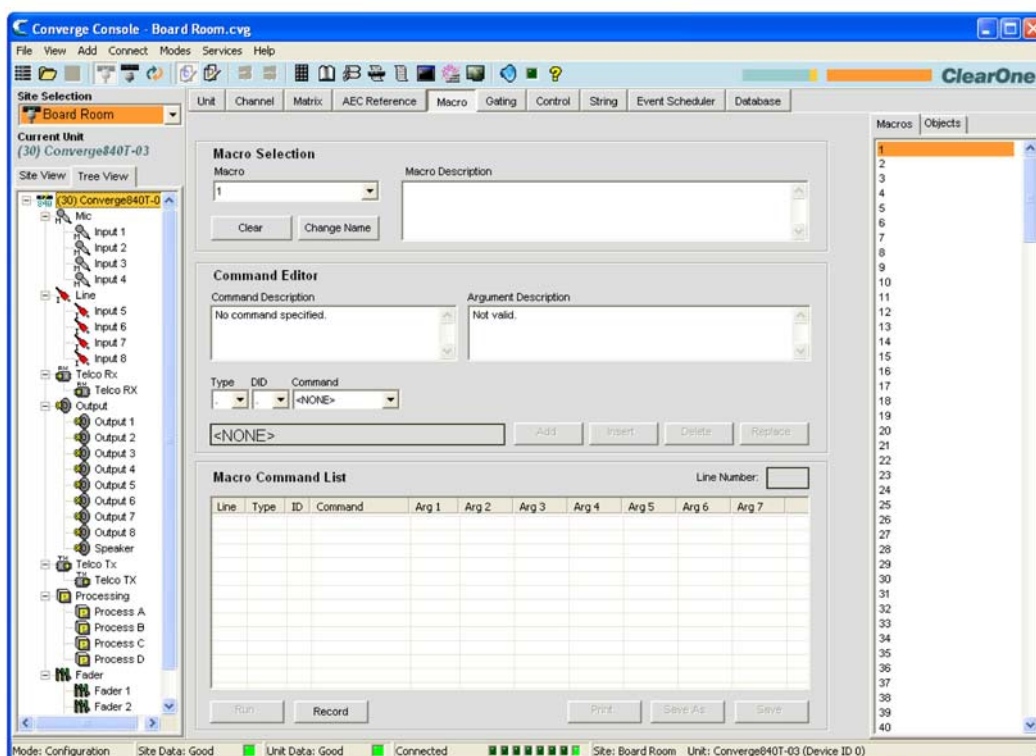 Converge Console - Board Room.cvg
File View Add Connect Modes Services Help
ClearOne
Site Selection
Board Room
Current Unit
(30) Converge840T-03
Site View Tree View
(30) Converge840T-0
Mic
Input 1
Input 2
Input 3
Input 4
Line
Input 5
Input 6
Input 7
Input 8
Telco Rx
Telco RX
Output
Output 1
Output 2
Output 3
Output 4
Output 5
Output 6
Output 7
Output 8
Speaker
Telco Tx
Telco TX
Processing
Process A
Process B
Process C
Process D
Fader
Fader 1
Fader 2
Unit Channel Matrix AEC Reference Macro Gating Control String Event Scheduler Database
Macro Selection
Macro Macro Description
1
Clear Change Name
Command Editor
Command Description Argument Description
No command specified. Not valid.
Type DID Command
. . <NONE>
<NONE> Add Insert Delete Replace
Macro Command List Line Number:
Line Type ID Command Arg 1 Arg 2 Arg 3 Arg 4 Arg 5 Arg 6 Arg 7
Run Record Print Save As Save
Macros Objects
1
2
3
4
5
6
7
8
9
10
11
12
13
14
15
16
17
18
19
20
21
22
23
24
25
26
27
28
29
30
31
32
33
34
35
36
37
38
39
40
Mode: Configuration Site Data: Good Unit Data: Good Connected Site: Board Room Unit: Converge840T-03 (Device ID 0)